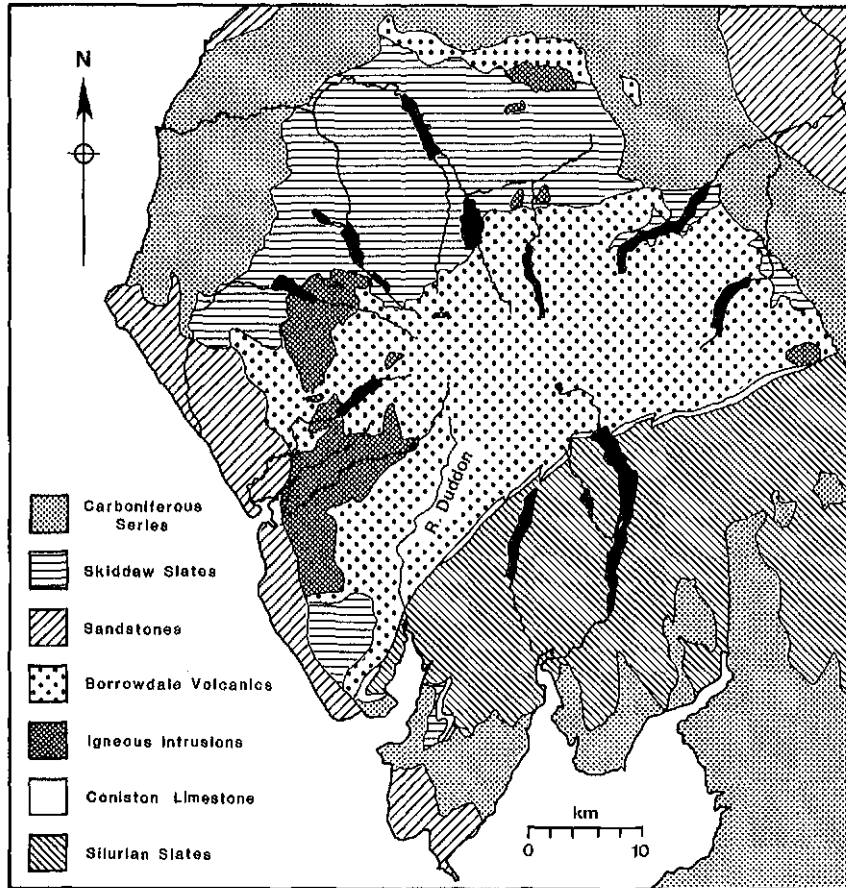 N
R. Duddon
Carboniferous
Series
Skiddaw Slates
Sandstones
Borrowdale Volcanics
Igneous Intrusions
Coniston Limestone
Silurian Slates
km
0 10